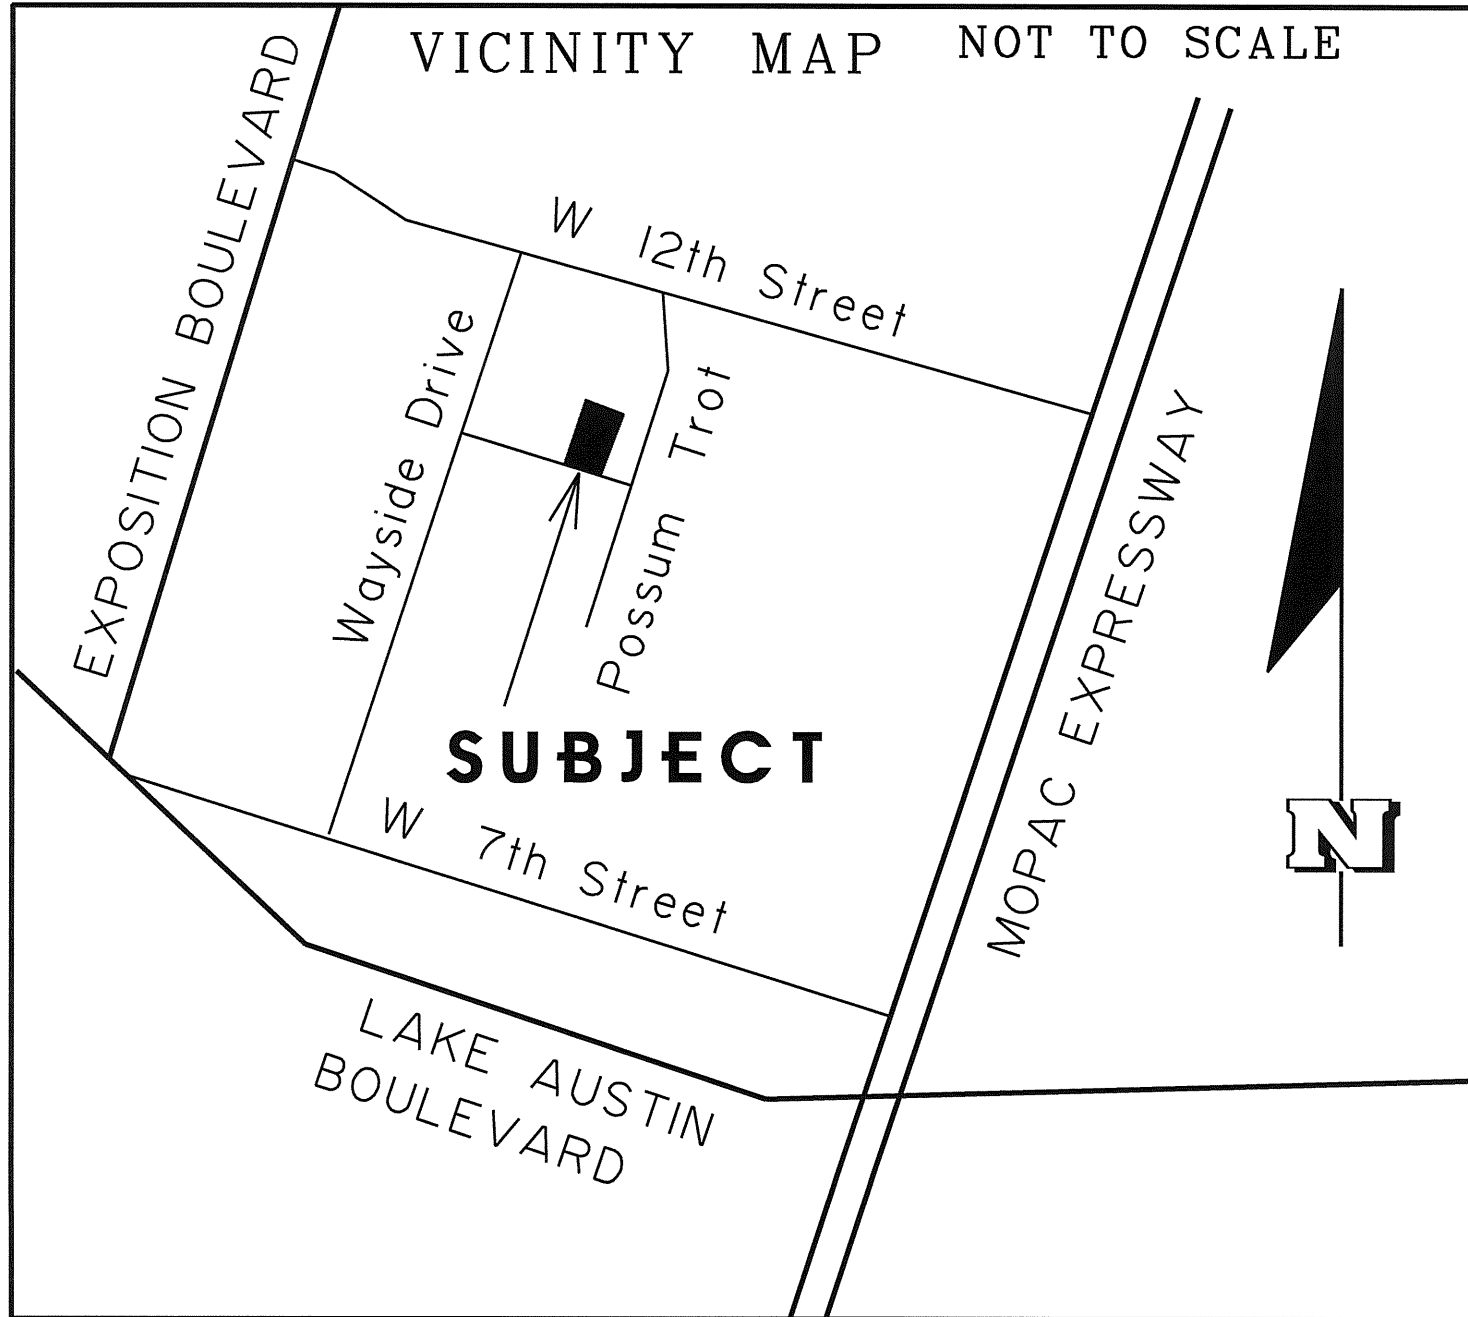 VICINITY MAP NOT TO SCALE
EXPOSITION BOULEVARD
W 12th Street
Wayside Drive
Possum Trot
MOPAC EXPRESSWAY
SUBJECT
N
W 7th Street
LAKE AUSTIN
BOULEVARD